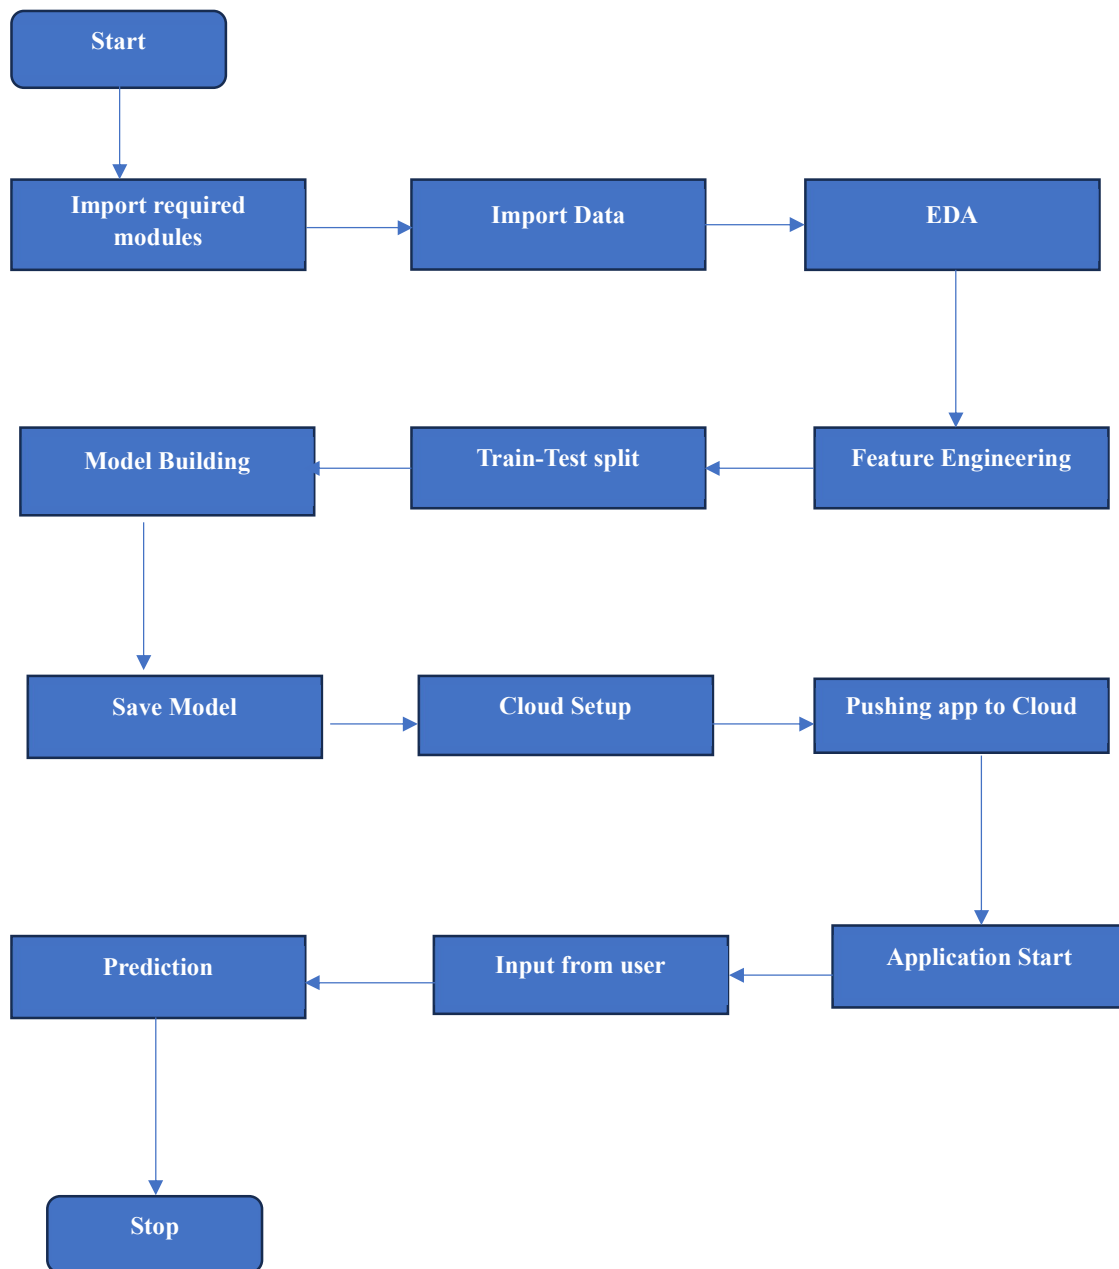 Start
Import required
modules
Import Data
EDA
Model Building
Train-Test split
Feature Engineering
Save Model
Cloud Setup
Pushing app to Cloud
Prediction
Input from user
Application Start
Stop